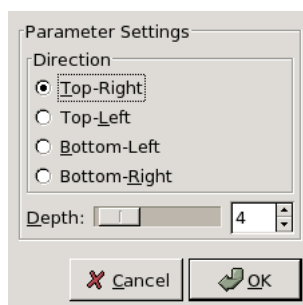 Parameter Settings
Direction
Top-Right
Top-Left
Bottom-Left
Bottom-Right
Depth: 4
Cancel OK